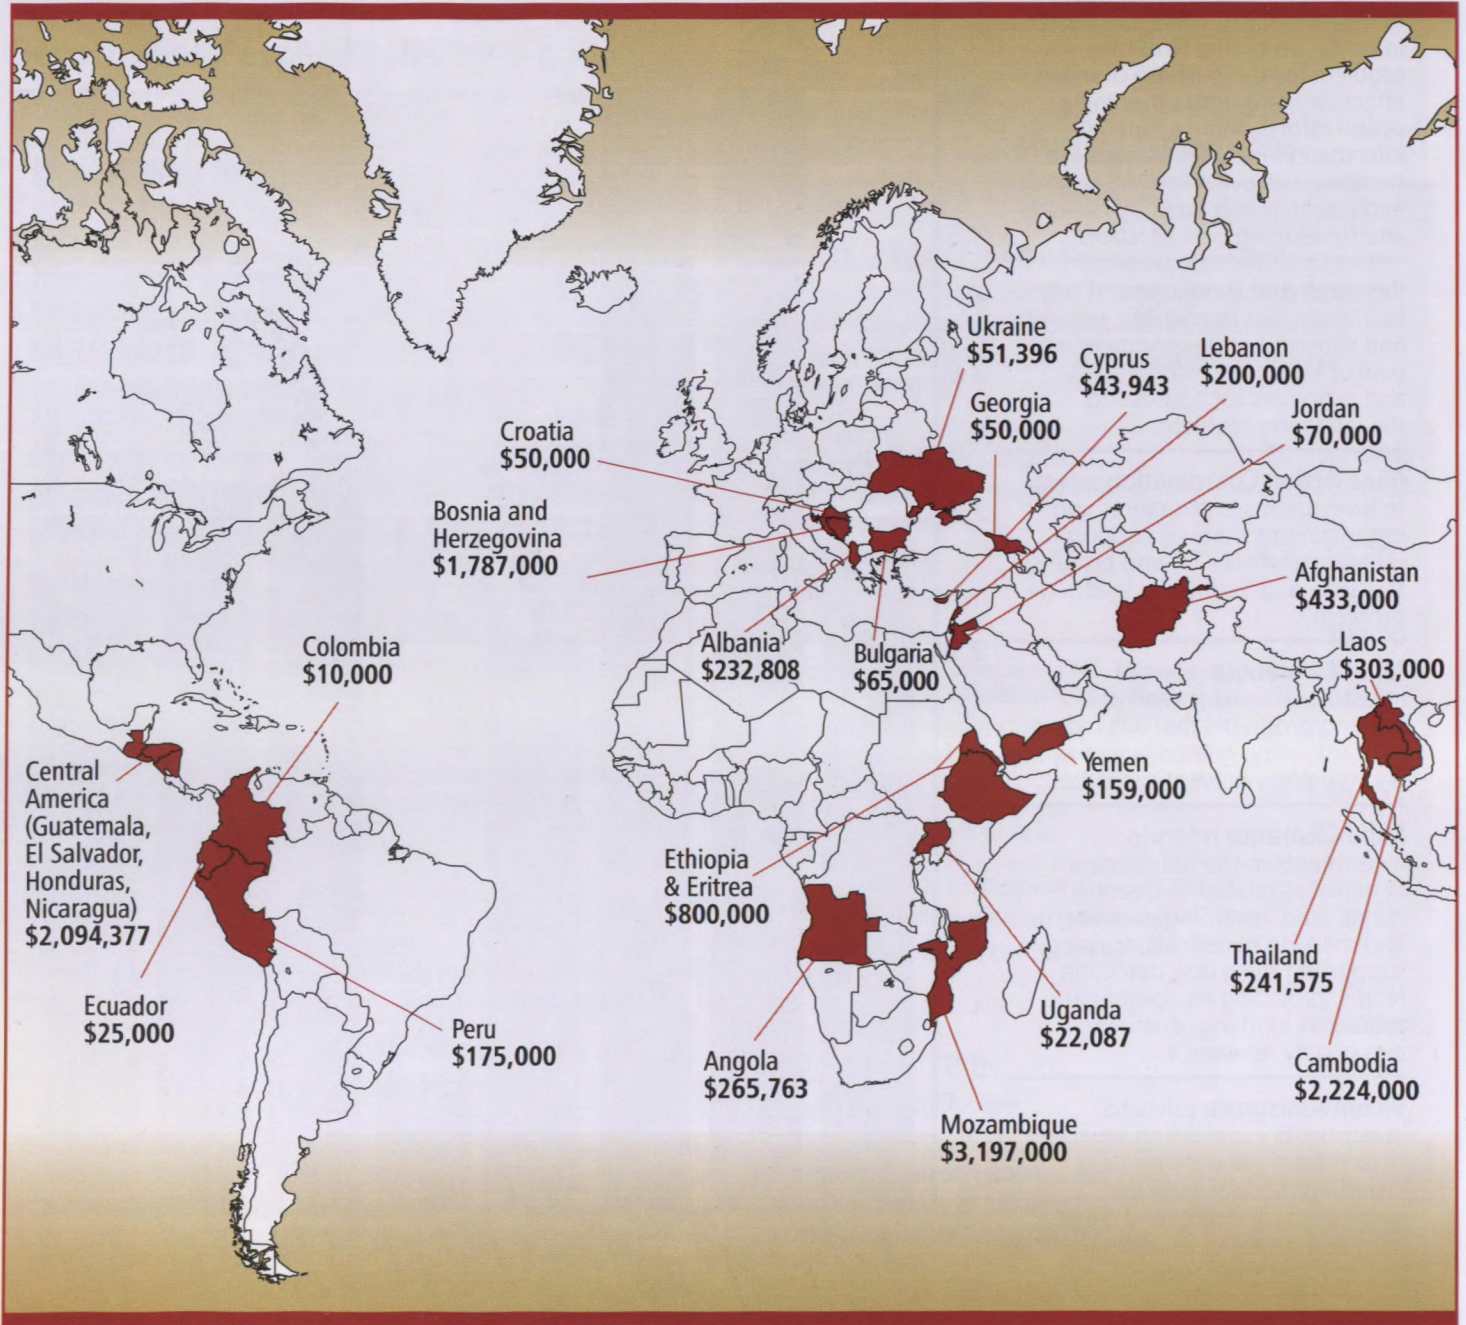 Ukraine
$51,396
Cyprus
$43,943
Lebanon
$200,000
Georgia
$50,000
Jordan
$70,000
Croatia
$50,000
Bosnia and
Herzegovina
$1,787,000
Afghanistan
$433,000
Albania
$232,808
Bulgaria
$65,000
Laos
$303,000
Colombia
$10,000
Central
America
(Guatemala,
El Salvador,
Honduras,
Nicaragua)
$2,094,377
Yemen
$159,000
Ethiopia
& Eritrea
$800,000
Ecuador
$25,000
Peru
$175,000
Angola
$265,763
Uganda
$22,087
Thailand
$241,575
Cambodia
$2,224,000
Mozambique
$3,197,000